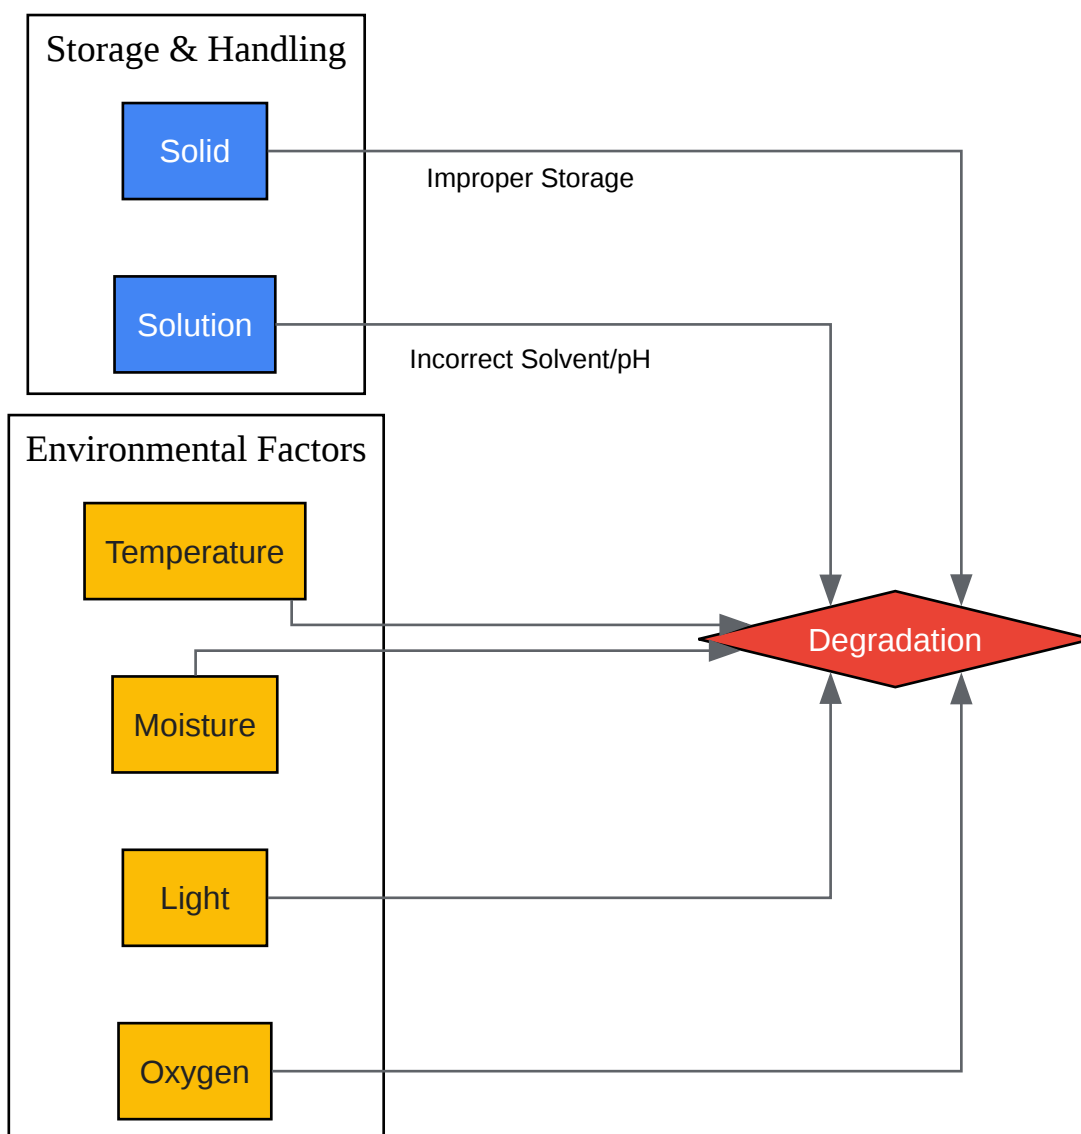 Storage & Handling
Solid
Improper Storage
Solution
Incorrect Solvent/pH
Environmental Factors
Temperature
Degradation
Moisture
Light
Oxygen